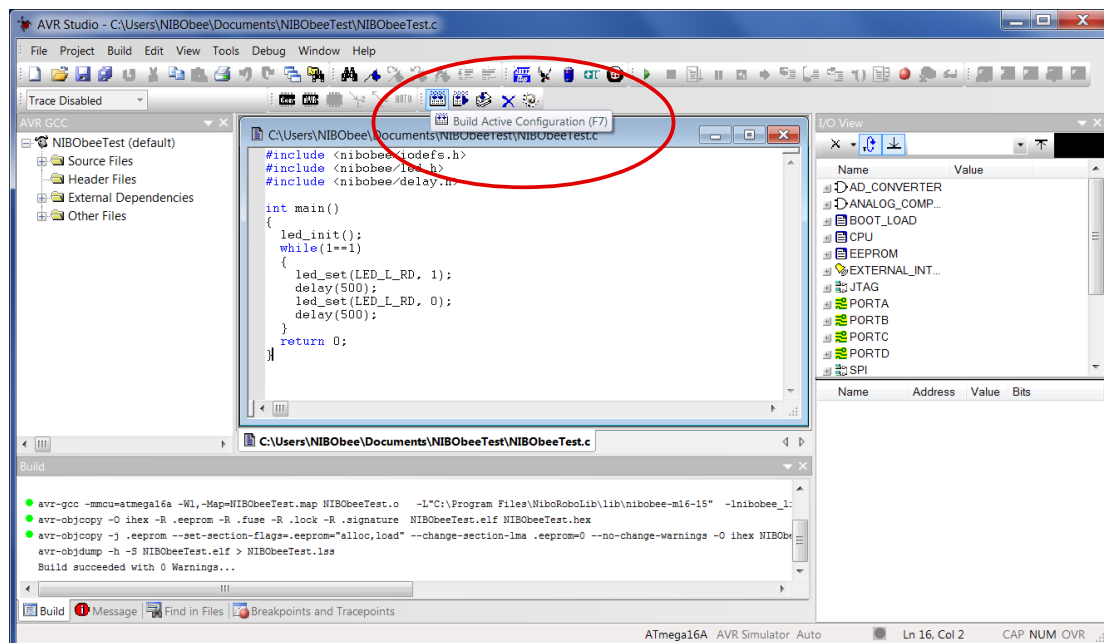 AVR Studio - C:\Users\NIBObee\Documents\NIBObeeTest\NIBObeeTest.c
File Project Build Edit View Tools Debug Window Help
Trace Disabled
AUTO
Build Active Configuration (F7)
AVR GCC
NIBObeeTest (default)
Source Files
Header Files
External Dependencies
Other Files
C:\Users\NIBObee\Documents\NIBObeeTest\NIBObeeTest.c
#include <nibobee/iodefs.h>
#include <nibobee/led.h>
#include <nibobee/delay.h>
int main()
{
led_init();
while(1==1)
{
led_set(LED_L_RD, 1);
delay(500);
led_set(LED_L_RD, 0);
delay(500);
}
return 0;
}
C:\Users\NIBObee\Documents\NIBObeeTest\NIBObeeTest.c
I/O View
Name Value
AD_CONVERTER
ANALOG_COMP...
BOOT_LOAD
CPU
EEPROM
EXTERNAL_INT...
JTAG
PORTA
PORTB
PORTC
PORTD
SPI
Name Address Value Bits
Build
avr-gcc -mmcu=atmega16a -Wl,-Map=NIBObeeTest.map NIBObeeTest.o -L"C:\Program Files\NiboRoboLib\lib\nibobee-m16-15" -lnibobee_l
avr-objcopy -O ihex -R .eeprom -R .fuse -R .lock -R .signature NIBObeeTest.elf NIBObeeTest.hex
avr-objcopy -j .eeprom --set-section-flags=.eeprom="alloc,load" --change-section-lma .eeprom=0 --no-change-warnings -O ihex NIBObe
avr-objdump -h -S NIBObeeTest.elf > NIBObeeTest.lss
Build succeeded with 0 Warnings...
Build Message Find in Files Breakpoints and Tracepoints
ATmega16A AVR Simulator Auto Ln 16, Col 2 CAP NUM OVR